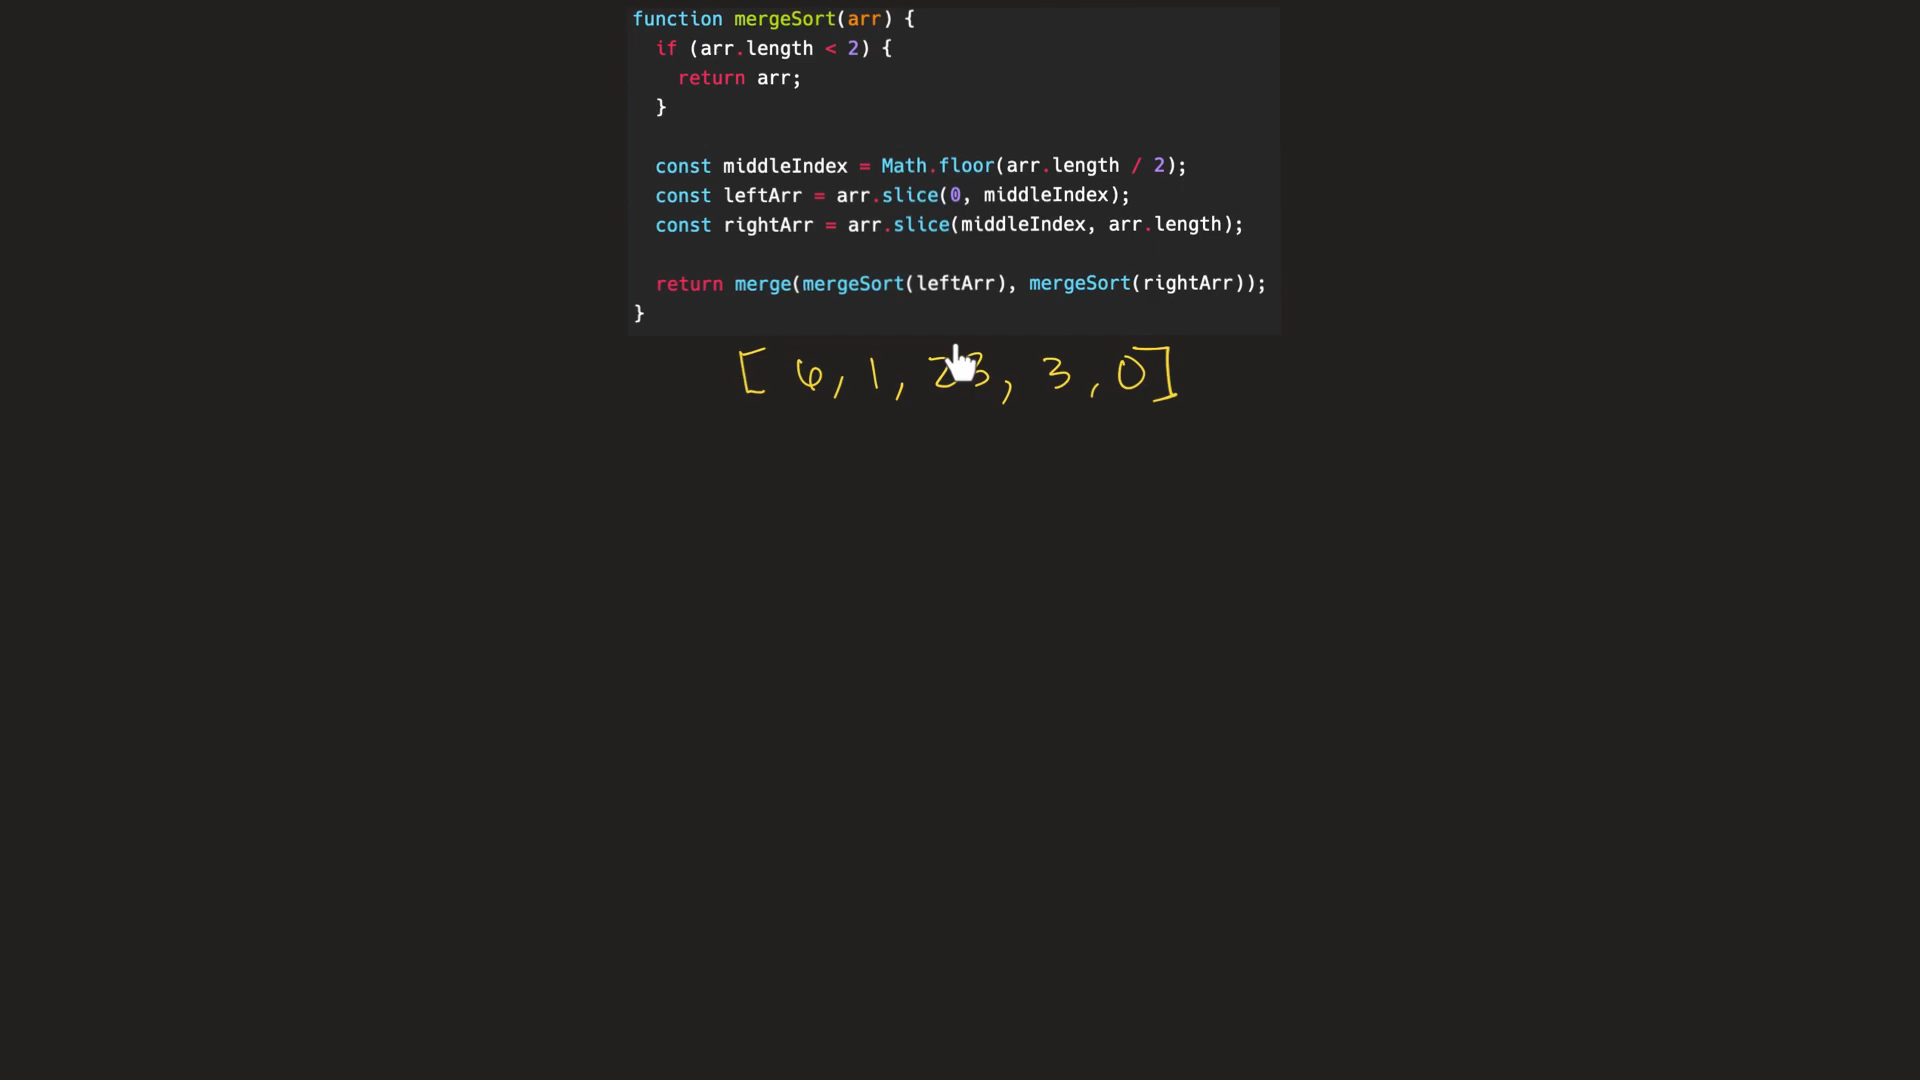 function mergeSort(arr) {
if (arr.length < 2) {
return arr;
}
const middleIndex = Math.floor(arr.length / 2);
const leftArr = arr.slice(0, middleIndex);
const rightArr = arr.slice(middleIndex, arr.length);
return merge(mergeSort(leftArr), mergeSort(rightArr));
}
[ 6, 1, 23, 3, 0]